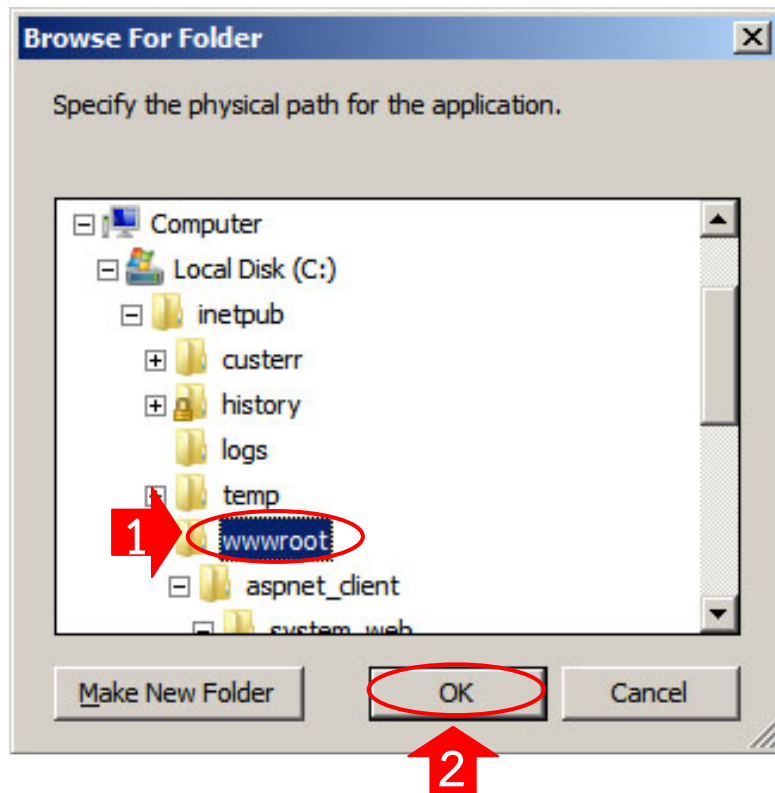 Browse For Folder
Specify the physical path for the application.
Computer
Local Disk (C:)
inetpub
custerr
history
logs
temp
1
wwwroot
aspnet_client
system_web
Make New Folder
OK
Cancel
2